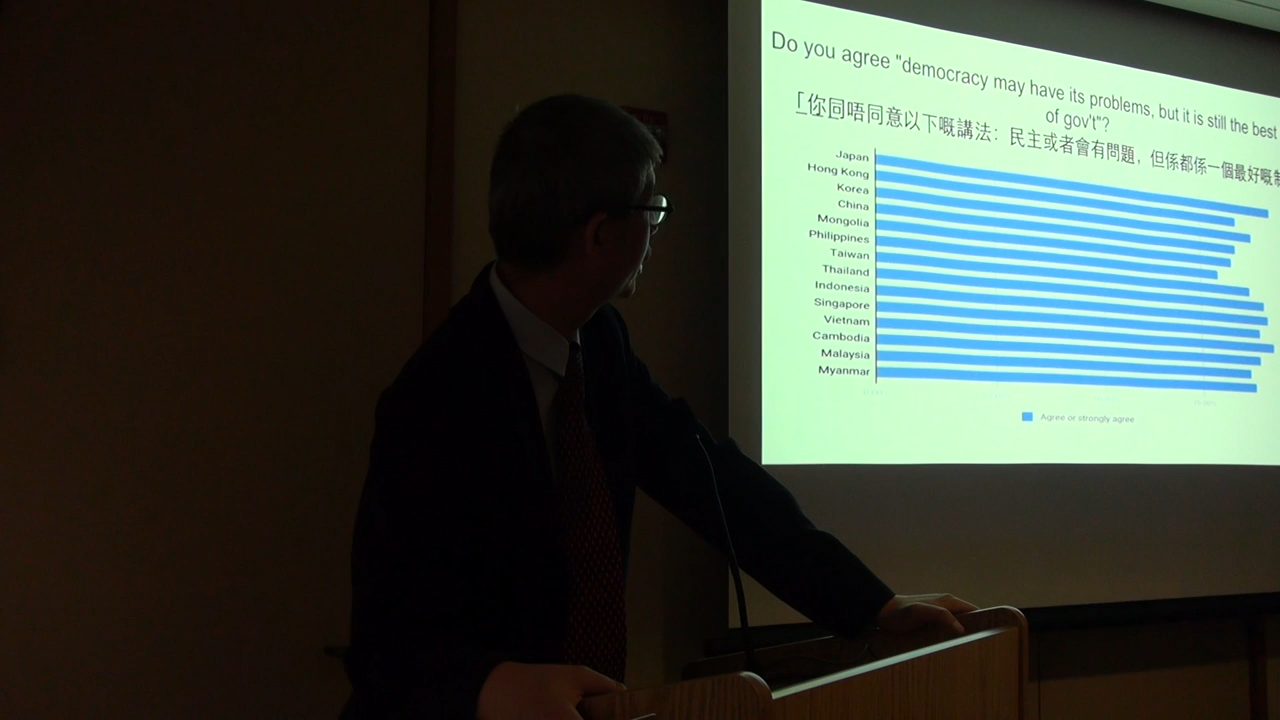 Do you agree "democracy may have its problems, but it is still the best
of gov't"?
「你同唔同意以下嘅講法：民主或者會有問題，但係都係一個最好嘅制
Japan
Hong Kong
Korea
China
Mongolia
Philippines
Taiwan
Thailand
Indonesia
Singapore
Vietnam
Cambodia
Malaysia
Myanmar
Agree or strongly agree